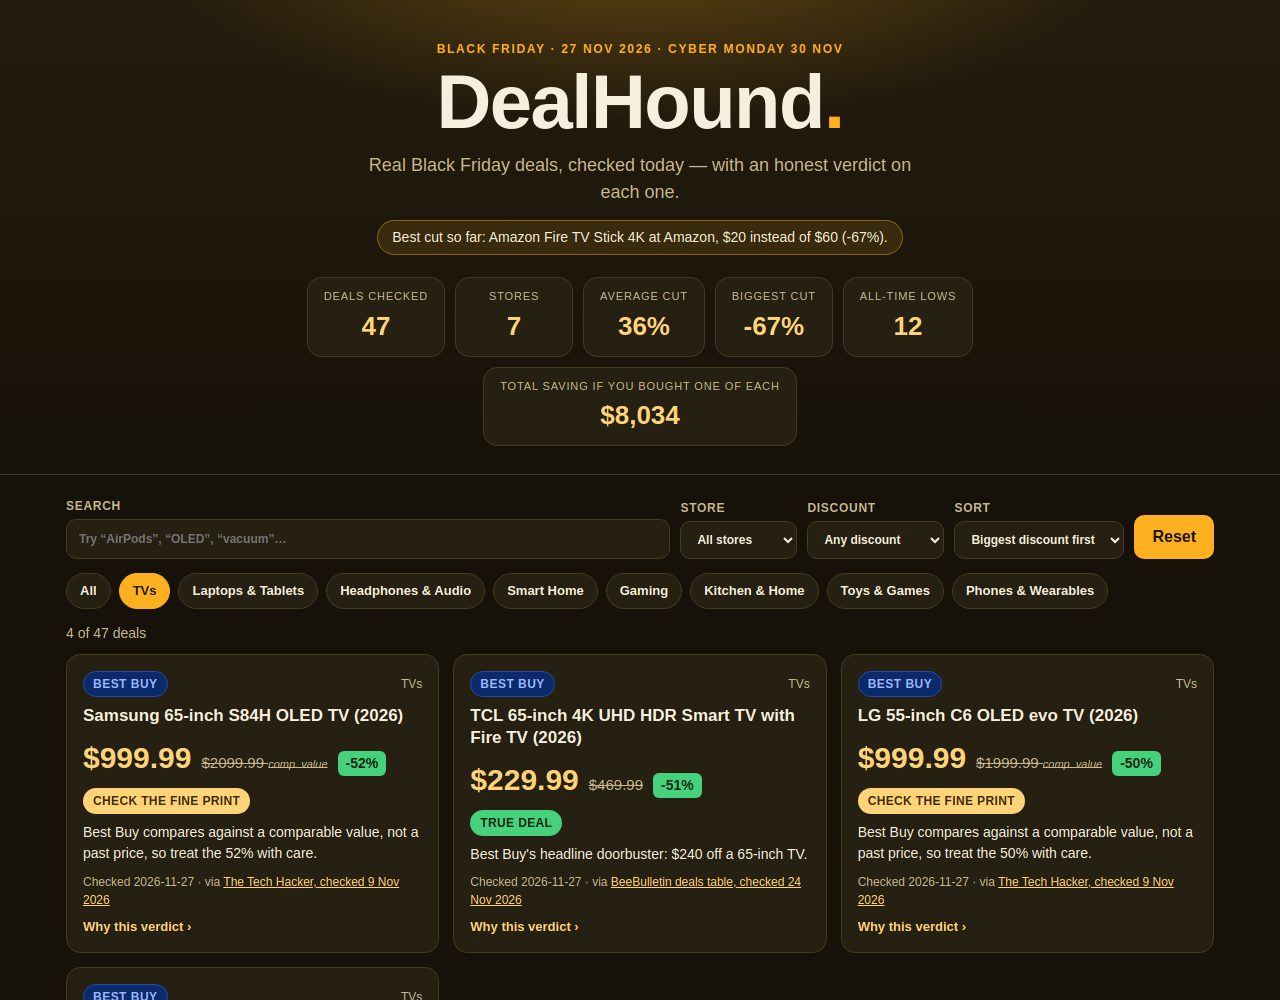 BLACK FRIDAY · 27 NOV 2026 · CYBER MONDAY 30 NOV
DealHound.
Real Black Friday deals, checked today — with an honest verdict on
each one.
Best cut so far: Amazon Fire TV Stick 4K at Amazon, $20 instead of $60 (-67%).
DEALS CHECKED
47
STORES
7
AVERAGE CUT
36%
BIGGEST CUT
-67%
ALL-TIME LOWS
12
TOTAL SAVING IF YOU BOUGHT ONE OF EACH
$8,034
SEARCH
Try “AirPods”, “OLED”, “vacuum”…
STORE
All stores
DISCOUNT
Any discount
SORT
Biggest discount first
Reset
All
TVs
Laptops & Tablets
Headphones & Audio
Smart Home
Gaming
Kitchen & Home
Toys & Games
Phones & Wearables
4 of 47 deals
BEST BUY
TVs
Samsung 65-inch S84H OLED TV (2026)
$999.99 $2099.99 comp. value -52%
CHECK THE FINE PRINT
Best Buy compares against a comparable value, not a
past price, so treat the 52% with care.
Checked 2026-11-27 · via The Tech Hacker, checked 9 Nov
2026
Why this verdict ›
BEST BUY
TVs
TCL 65-inch 4K UHD HDR Smart TV with
Fire TV (2026)
$229.99 $469.99 -51%
TRUE DEAL
Best Buy's headline doorbuster: $240 off a 65-inch TV.
Checked 2026-11-27 · via BeeBulletin deals table, checked 24
Nov 2026
Why this verdict ›
BEST BUY
TVs
LG 55-inch C6 OLED evo TV (2026)
$999.99 $1999.99 comp. value -50%
CHECK THE FINE PRINT
Best Buy compares against a comparable value, not a
past price, so treat the 50% with care.
Checked 2026-11-27 · via The Tech Hacker, checked 9 Nov
2026
Why this verdict ›
BEST BUY
TVs